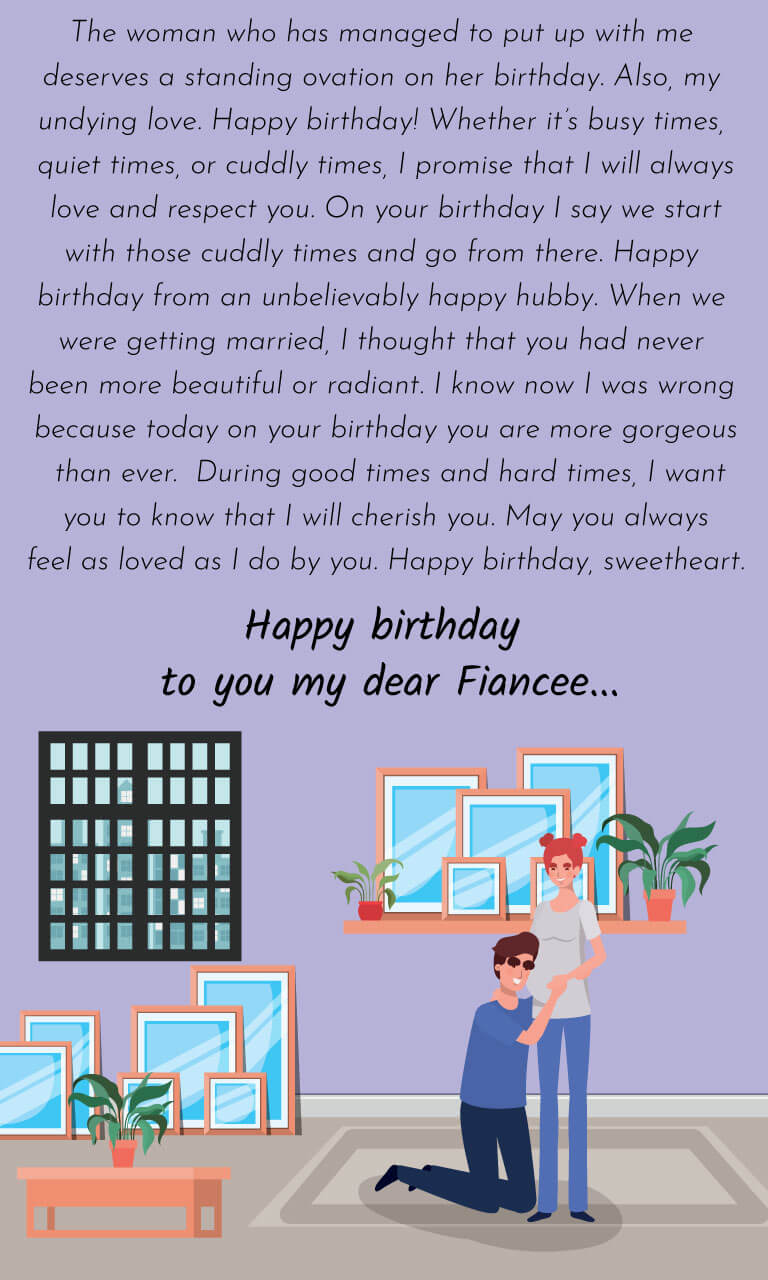 The woman who has managed to put up with me
deserves a standing ovation on her birthday. Also, my
undying love. Happy birthday! Whether it's busy times,
quiet times, or cuddly times, I promise that I will always
love and respect you. On your birthday I say we start
with those cuddly times and go from there. Happy
birthday from an unbelievably happy hubby. When we
were getting married, I thought that you had never
been more beautiful or radiant. I know now I was wrong
because today on your birthday you are more gorgeous
than ever. During good times and hard times, I want
you to know that I will cherish you. May you always
feel as loved as I do by you. Happy birthday, sweetheart.
Happy birthday
to you my dear Fiancee...